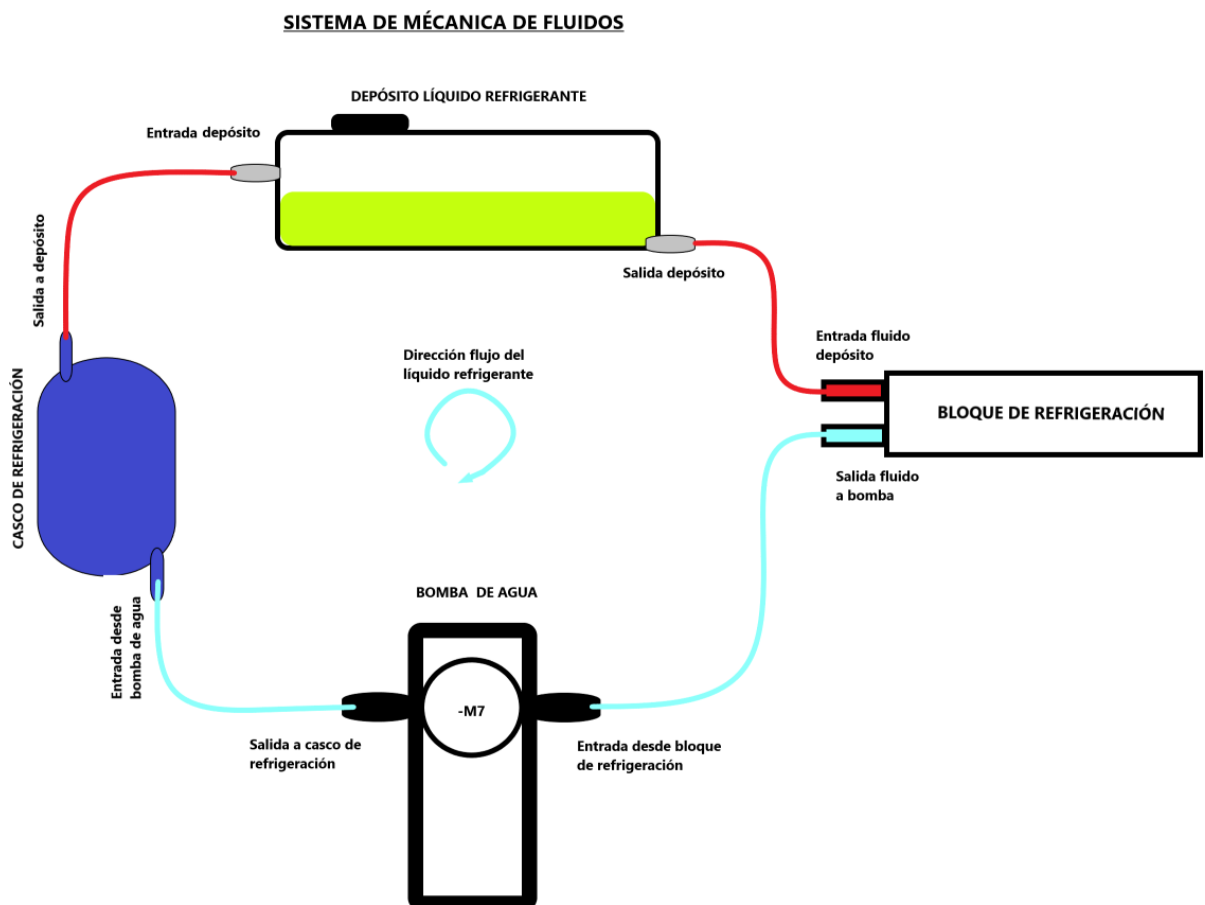 SISTEMA DE MÉCANICA DE FLUIDOS
DEPÓSITO LÍQUIDO REFRIGERANTE
Entrada depósito
Salida a depósito
Salida depósito
Entrada fluido
depósito
Dirección flujo del
líquido refrigerante
BLOQUE DE REFRIGERACIÓN
CASCO DE REFRIGERACIÓN
Salida fluido
a bomba
BOMBA DE AGUA
Entrada desde
bomba de agua
-M7
Salida a casco de
refrigeración
Entrada desde bloque
de refrigeración